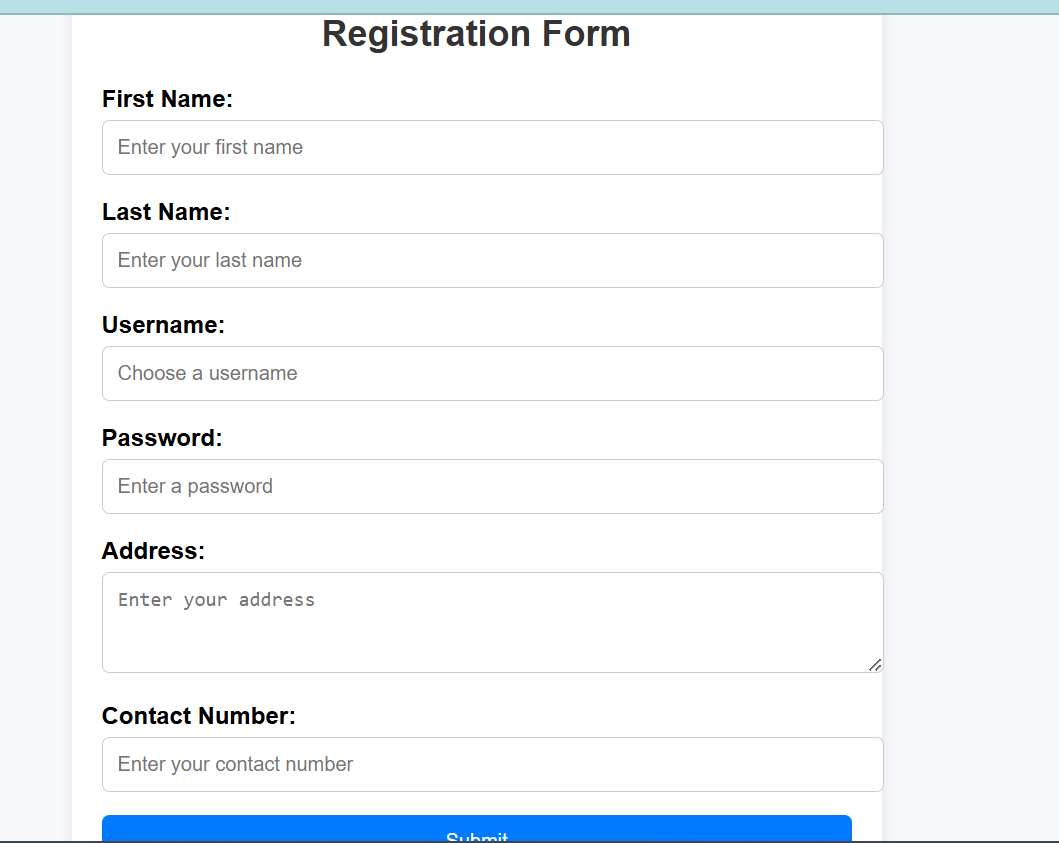 Registration Form
First Name:
Enter your first name
Last Name:
Enter your last name
Username:
Choose a username
Password:
Enter a password
Address:
Enter your address
Contact Number:
Enter your contact number
Submit